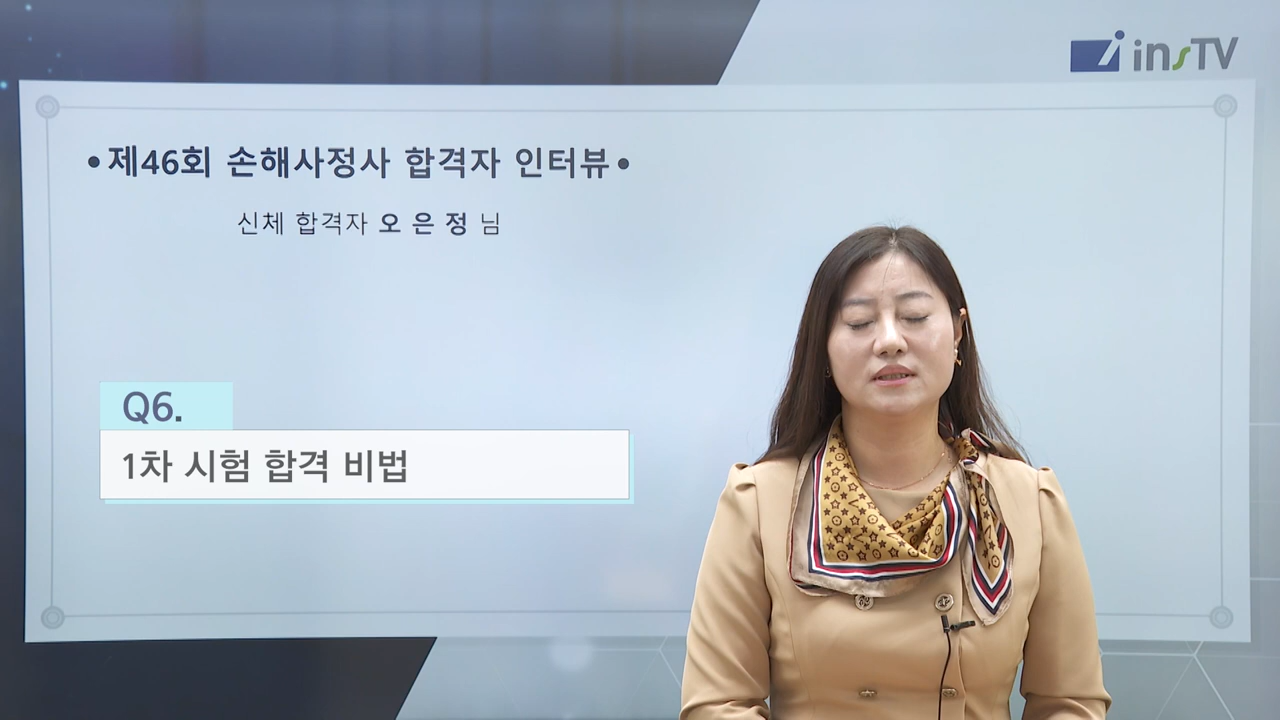 insTV
•제46회 손해사정사 합격자 인터뷰•
신체 합격자 오은정 님
Q6.
1차 시험 합격 비법